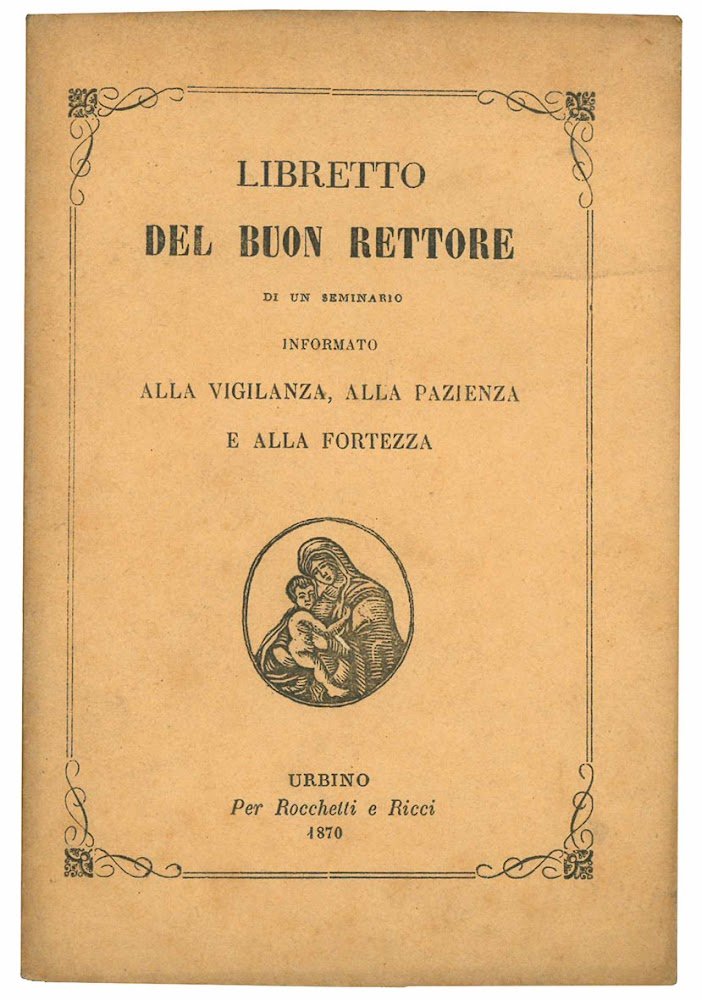 LIBRETTO
DEL BUON RETTORE
DI UN SEMINARIO
INFORMATO
ALLA VIGILANZA, ALLA PAZIENZA
E ALLA FORTEZZA
URBINO
Per Rocchetti e Ricci
1870